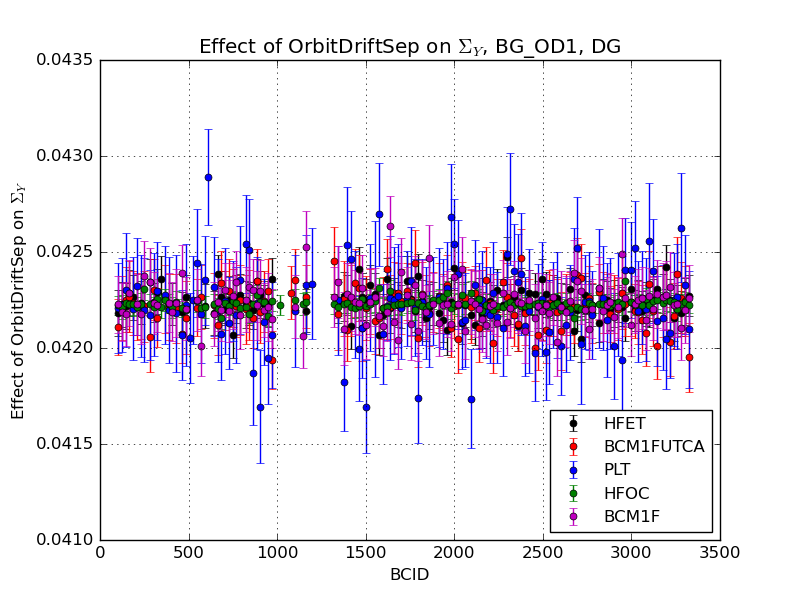 Effect of OrbitDriftSep on Σ_Y, BG_OD1, DG
Effect of OrbitDriftSep on Σ_Y
0.0435
0.0430
0.0425
0.0420
0.0415
0.0410
HFET
BCM1FUTCA
PLT
HFOC
BCM1F
0 500 1000 1500 2000 2500 3000 3500
BCID